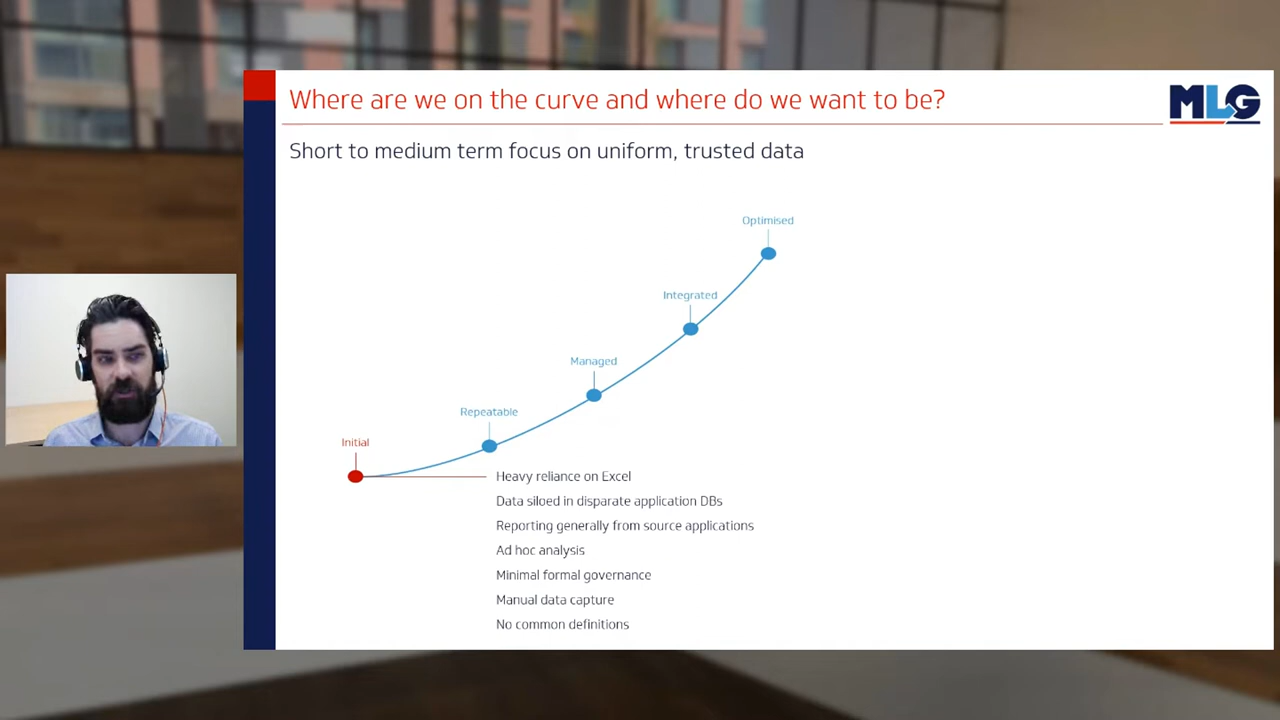 Where are we on the curve and where do we want to be?
MLG
Short to medium term focus on uniform, trusted data
Optimised
Integrated
Managed
Repeatable
Initial
Heavy reliance on Excel
Data siloed in disparate application DBs
Reporting generally from source applications
Ad hoc analysis
Minimal formal governance
Manual data capture
No common definitions